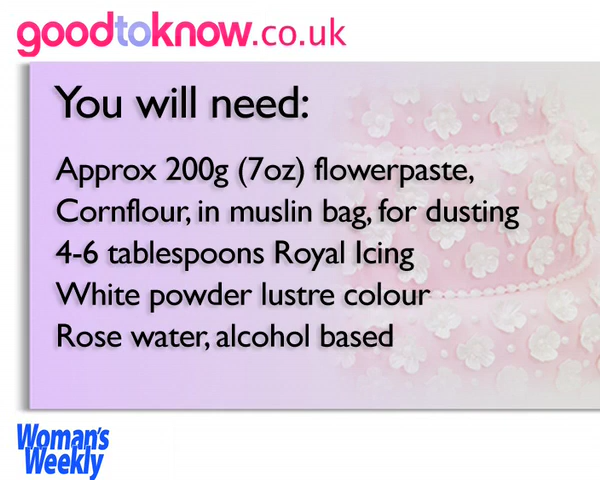 goodtoknow.co.uk
You will need:
Approx 200g (7oz) flowerpaste,
Cornflour, in muslin bag, for dusting
4-6 tablespoons Royal Icing
White powder lustre colour
Rose water, alcohol based
Woman's
Weekly